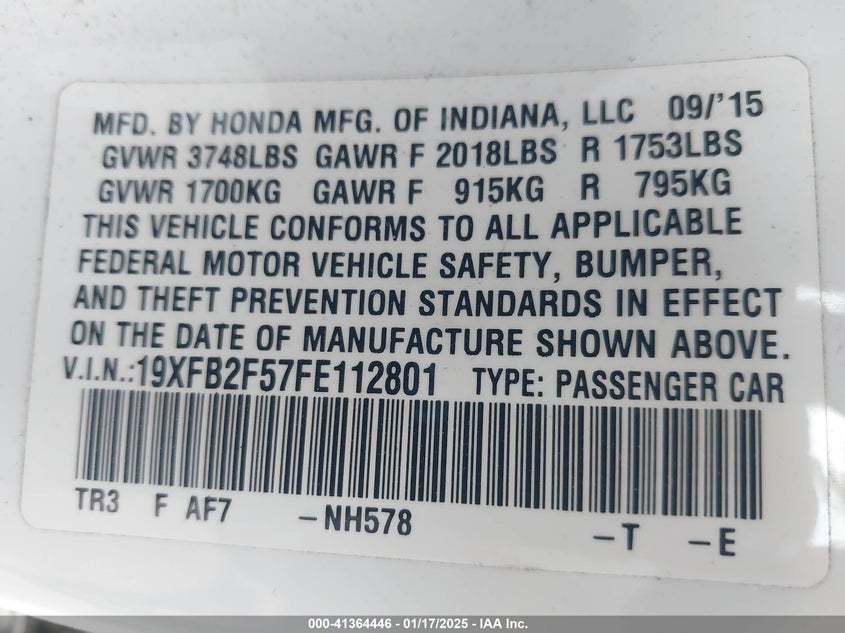 MFD. BY HONDA MFG. OF INDIANA, LLC 09/'15
GVWR 3748LBS GAWR F 2018LBS R 1753LBS
GVWR 1700KG GAWR F 915KG R 795KG
THIS VEHICLE CONFORMS TO ALL APPLICABLE
FEDERAL MOTOR VEHICLE SAFETY, BUMPER,
AND THEFT PREVENTION STANDARDS IN EFFECT
ON THE DATE OF MANUFACTURE SHOWN ABOVE.
V.I.N.:19XFB2F57FE112801 TYPE: PASSENGER CAR
TR3 F AF7 -NH578 -T -E
000-41364446 - 01/17/2025 - IAA Inc.